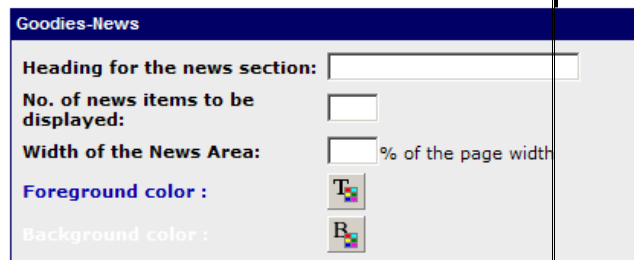 Goodies-News
Heading for the news section:
No. of news items to be
displayed:
Width of the News Area: % of the page width
Foreground color : T
Background color : B